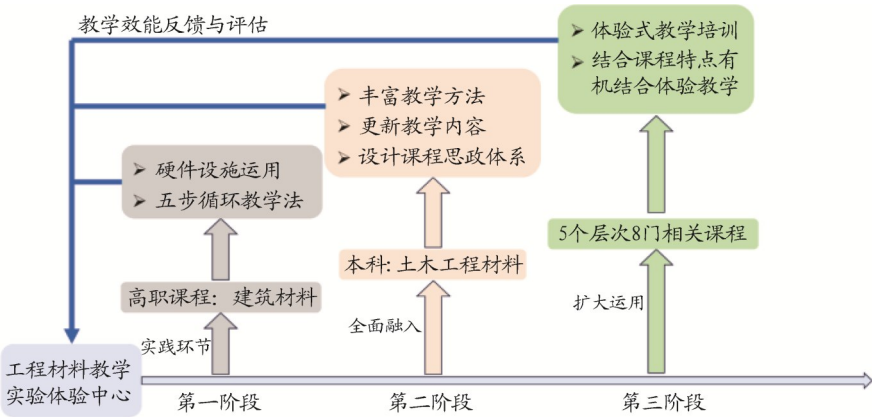 教学效能反馈与评估
➢ 体验式教学培训
➢ 结合课程特点有
机结合体验教学
➢ 丰富教学方法
➢ 更新教学内容
➢ 设计课程思政体系
➢ 硬件设施运用
➢ 五步循环教学法
5个层次8门相关课程
本科: 土木工程材料
高职课程: 建筑材料
扩大运用
全面融入
实践环节
工程材料教学
实验体验中心
第一阶段
第二阶段
第三阶段